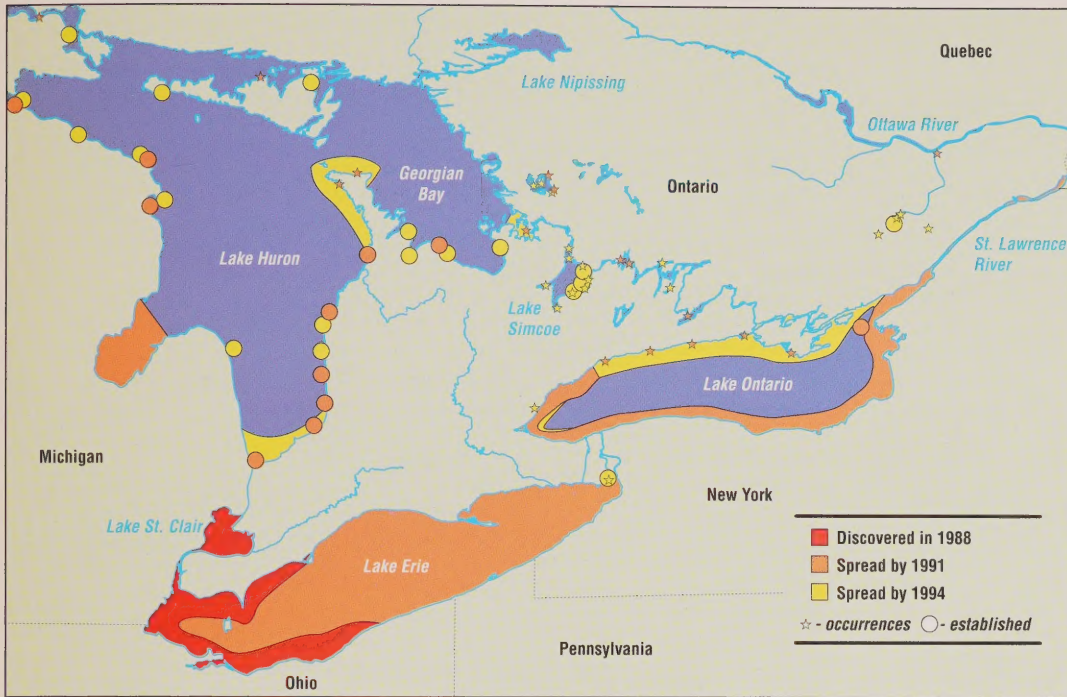 Quebec
Lake Nipissing
Ottawa River
Georgian
Bay
Ontario
St. Lawrence
River
Lake Huron
Lake
Simcoe
Lake Ontario
Michigan
New York
Lake St. Clair
Lake Erie
Discovered in 1988
Spread by 1991
Spread by 1994
☆ - occurrences ○ - established
Pennsylvania
Ohio